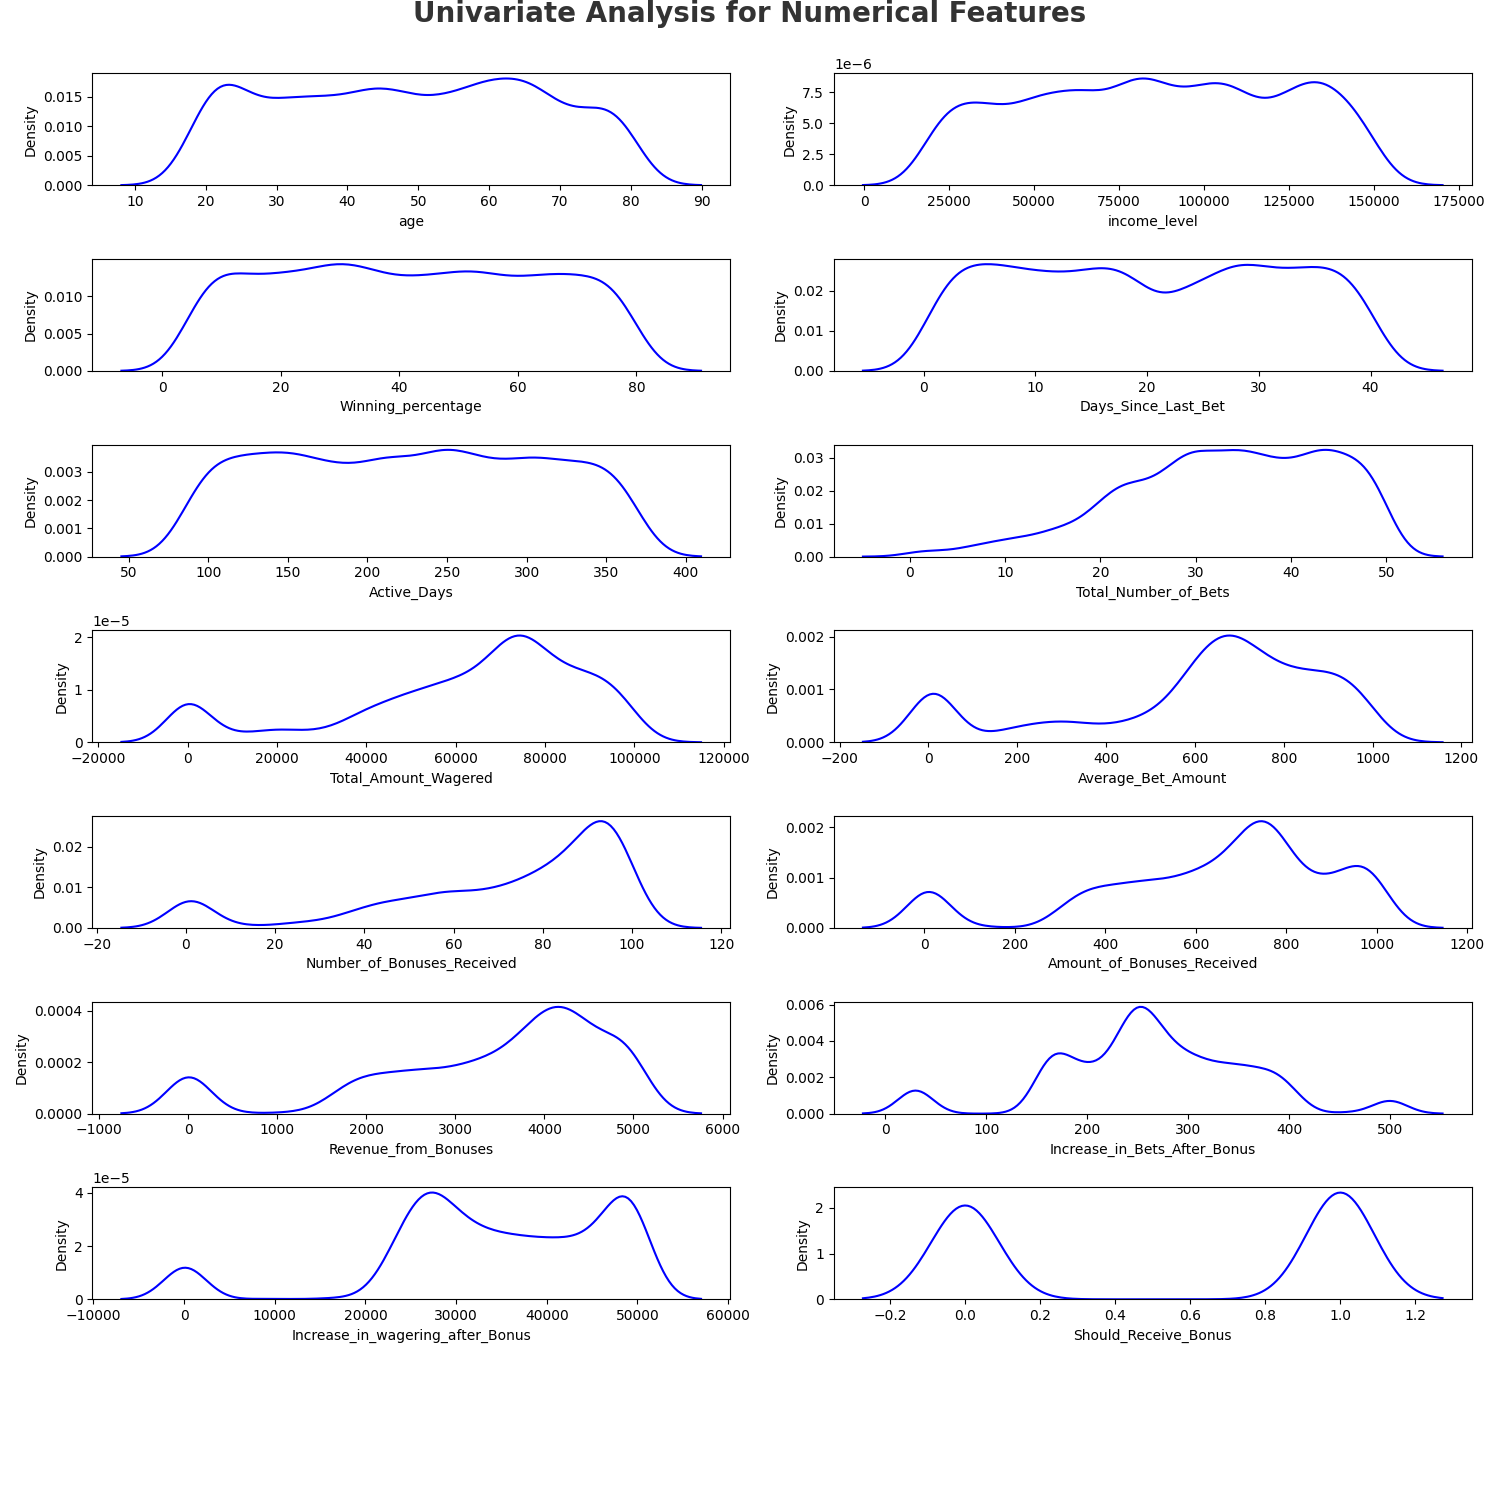 Univariate Analysis for Numerical Features
1e−6
0.015
0.010
0.005
0.000
Density
10 20 30 40 50 60 70 80 90
age
7.5
5.0
2.5
0.0
Density
0 25000 50000 75000 100000 125000 150000 175000
income_level
0.010
0.005
0.000
Density
0 20 40 60 80
Winning_percentage
0.02
0.01
0.00
Density
0 10 20 30 40
Days_Since_Last_Bet
0.003
0.002
0.001
0.000
Density
50 100 150 200 250 300 350 400
Active_Days
0.03
0.02
0.01
0.00
Density
0 10 20 30 40 50
Total_Number_of_Bets
1e−5
2
1
0
Density
−20000 0 20000 40000 60000 80000 100000 120000
Total_Amount_Wagered
0.002
0.001
0.000
Density
−200 0 200 400 600 800 1000 1200
Average_Bet_Amount
0.02
0.01
0.00
Density
−20 0 20 40 60 80 100 120
Number_of_Bonuses_Received
0.002
0.001
0.000
Density
0 200 400 600 800 1000 1200
Amount_of_Bonuses_Received
0.0004
0.0002
0.0000
Density
−1000 0 1000 2000 3000 4000 5000 6000
Revenue_from_Bonuses
0.006
0.004
0.002
0.000
Density
0 100 200 300 400 500
Increase_in_Bets_After_Bonus
1e−5
4
2
0
Density
−10000 0 10000 20000 30000 40000 50000 60000
Increase_in_wagering_after_Bonus
2
1
0
Density
−0.2 0.0 0.2 0.4 0.6 0.8 1.0 1.2
Should_Receive_Bonus